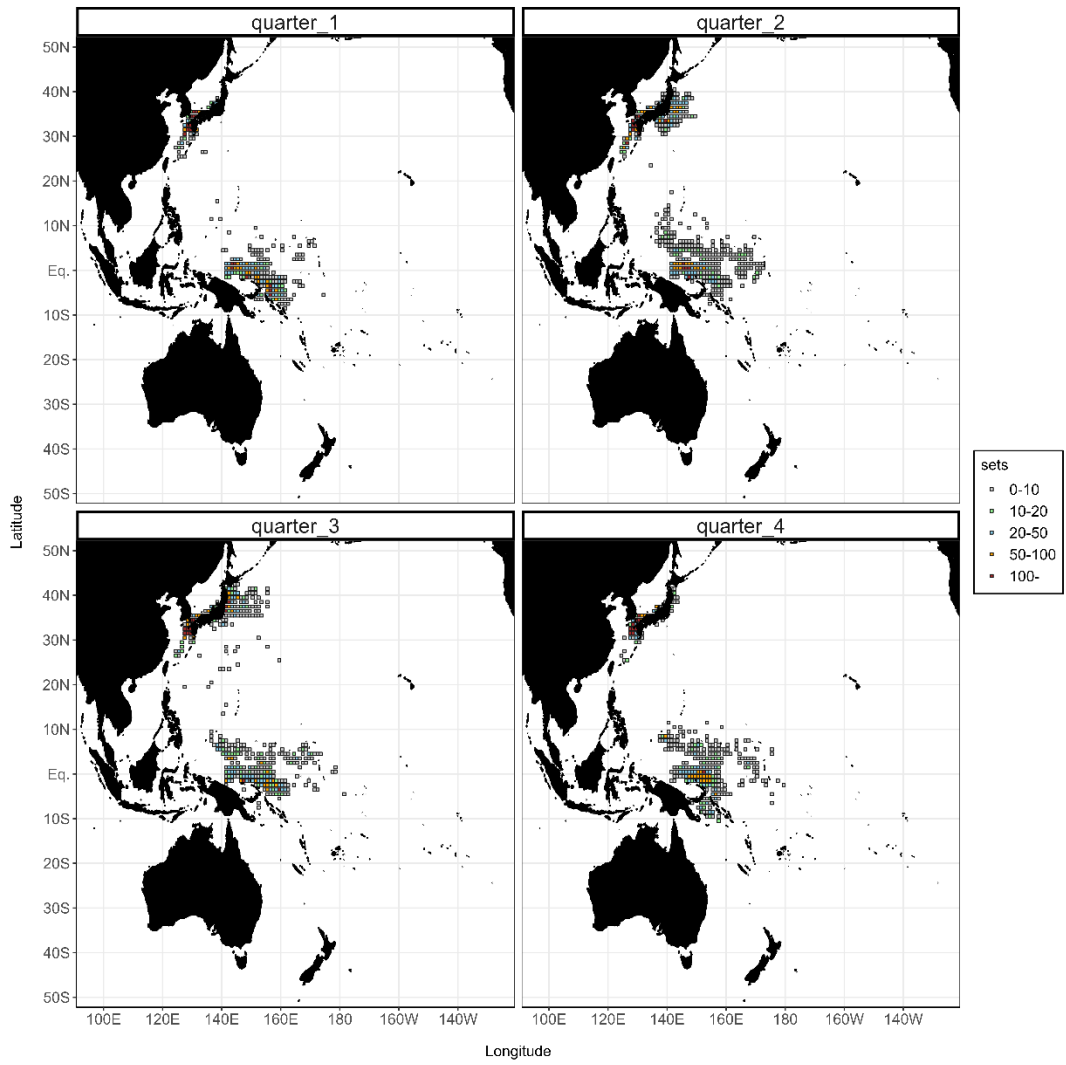 quarter_1
quarter_2
50N
40N
30N
20N
10N
Eq.
10S
20S
30S
40S
50S
quarter_3
quarter_4
50N
40N
30N
20N
10N
Eq.
10S
20S
30S
40S
50S
100E 120E 140E 160E 180 160W 140W
100E 120E 140E 160E 180 160W 140W
Longitude
Latitude
sets
0-10
10-20
20-50
50-100
100-